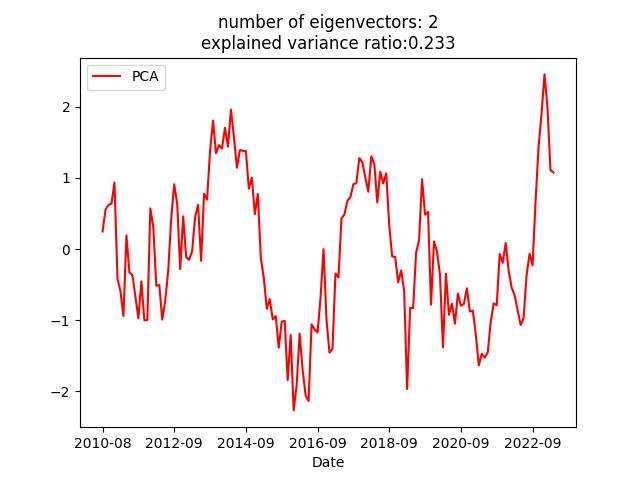 number of eigenvectors: 2
explained variance ratio:0.233
PCA
2
1
0
−1
−2
2010-08 2012-09 2014-09 2016-09 2018-09 2020-09 2022-09
Date